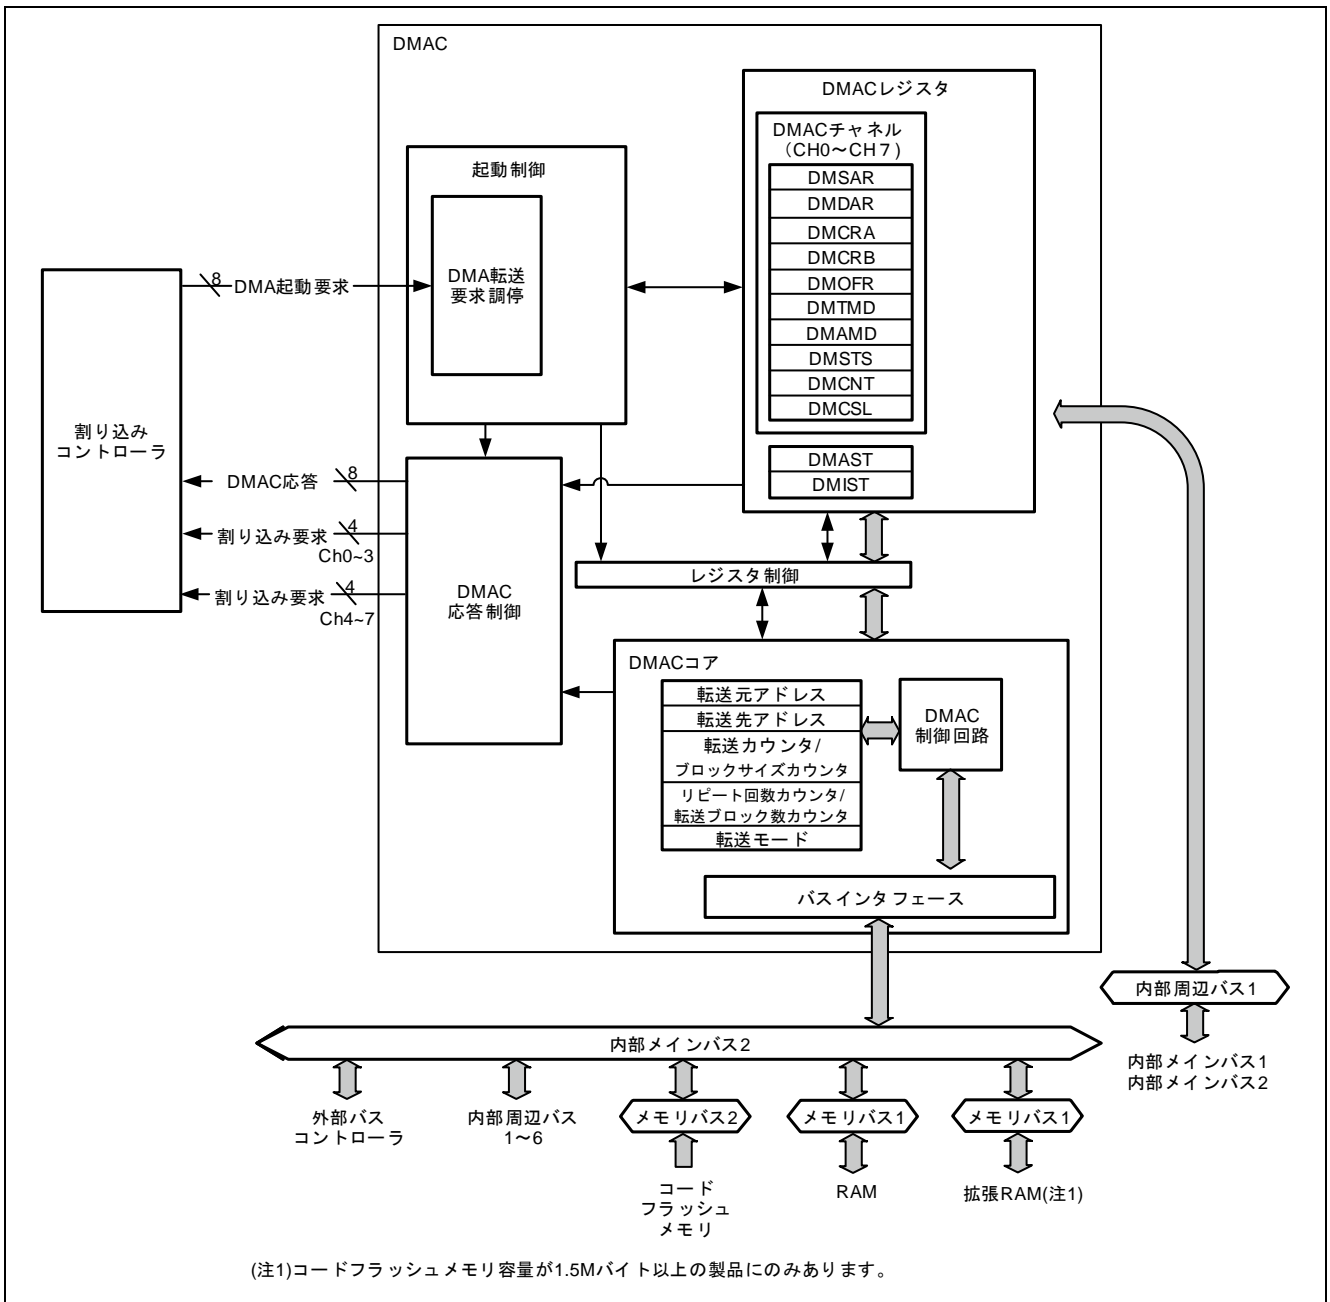 DMAC
DMACレジスタ
DMACチャネル
（CH0～CH７）
DMSAR
DMDAR
DMCRA
DMCRB
DMOFR
DMTMD
DMAMD
DMSTS
DMCNT
DMCSL
DMAST
DMIST
起動制御
DMA転送
要求調停
8
DMA起動要求
割り込み
コントローラ
DMAC応答
8
割り込み要求
4
Ch0~3
割り込み要求
4
Ch4~7
DMAC
応答制御
レジスタ制御
DMACコア
転送元アドレス
転送先アドレス
転送カウンタ/
ブロックサイズカウンタ
リピート回数カウンタ/
転送ブロック数カウンタ
転送モード
DMAC
制御回路
バスインタフェース
内部周辺バス1
内部メインバス1
内部メインバス2
内部メインバス2
外部バス
コントローラ
内部周辺バス
1～6
メモリバス2
コード
フラッシュ
メモリ
メモリバス1
RAM
メモリバス1
拡張RAM(注1)
(注1)コードフラッシュメモリ容量が1.5Mバイト以上の製品にのみあります。